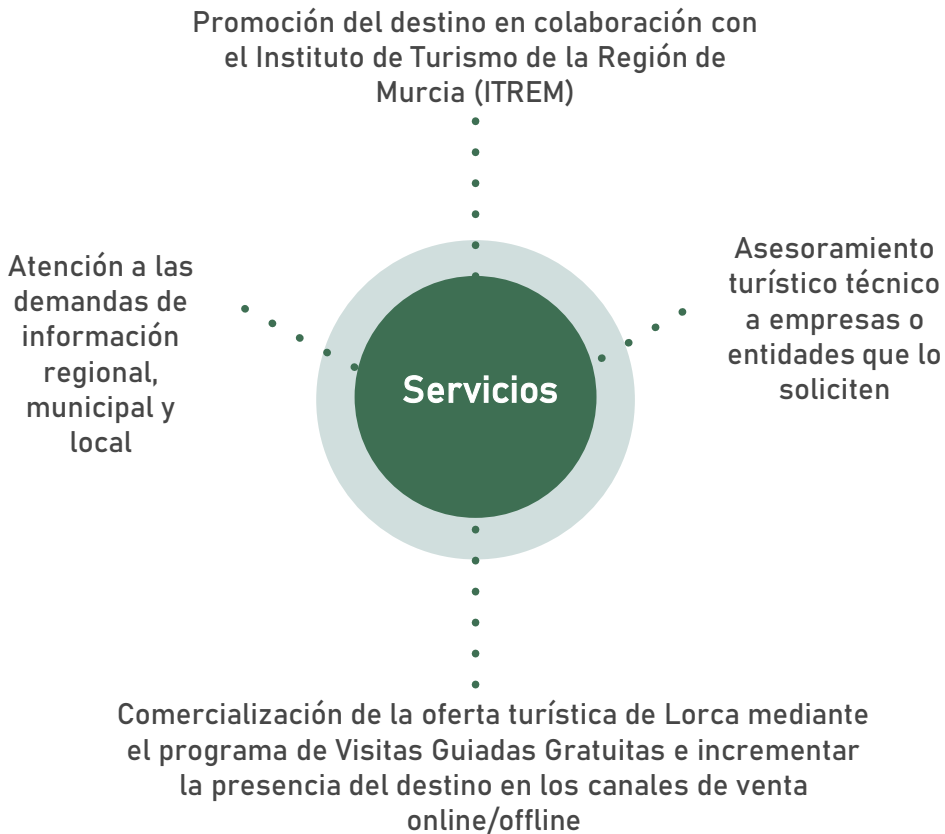 Promoción del destino en colaboración con
el Instituto de Turismo de la Región de
Murcia (ITREM)
Atención a las
demandas de
información
regional,
municipal y
local
Servicios
Asesoramiento
turístico técnico
a empresas o
entidades que lo
soliciten
Comercialización de la oferta turística de Lorca mediante
el programa de Visitas Guiadas Gratuitas e incrementar
la presencia del destino en los canales de venta
online/offline